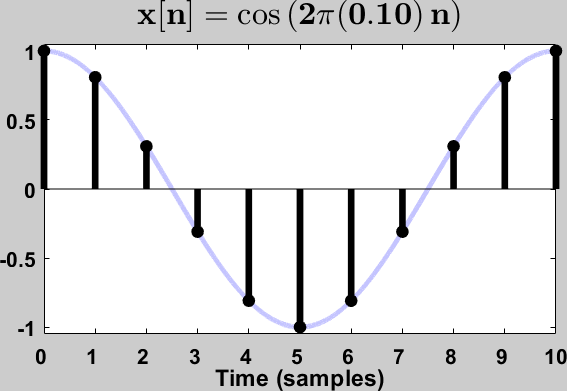 x[n] = cos (2π(0.10) n)
1
0.5
0
-0.5
-1
0 1 2 3 4 5 6 7 8 9 10
Time (samples)